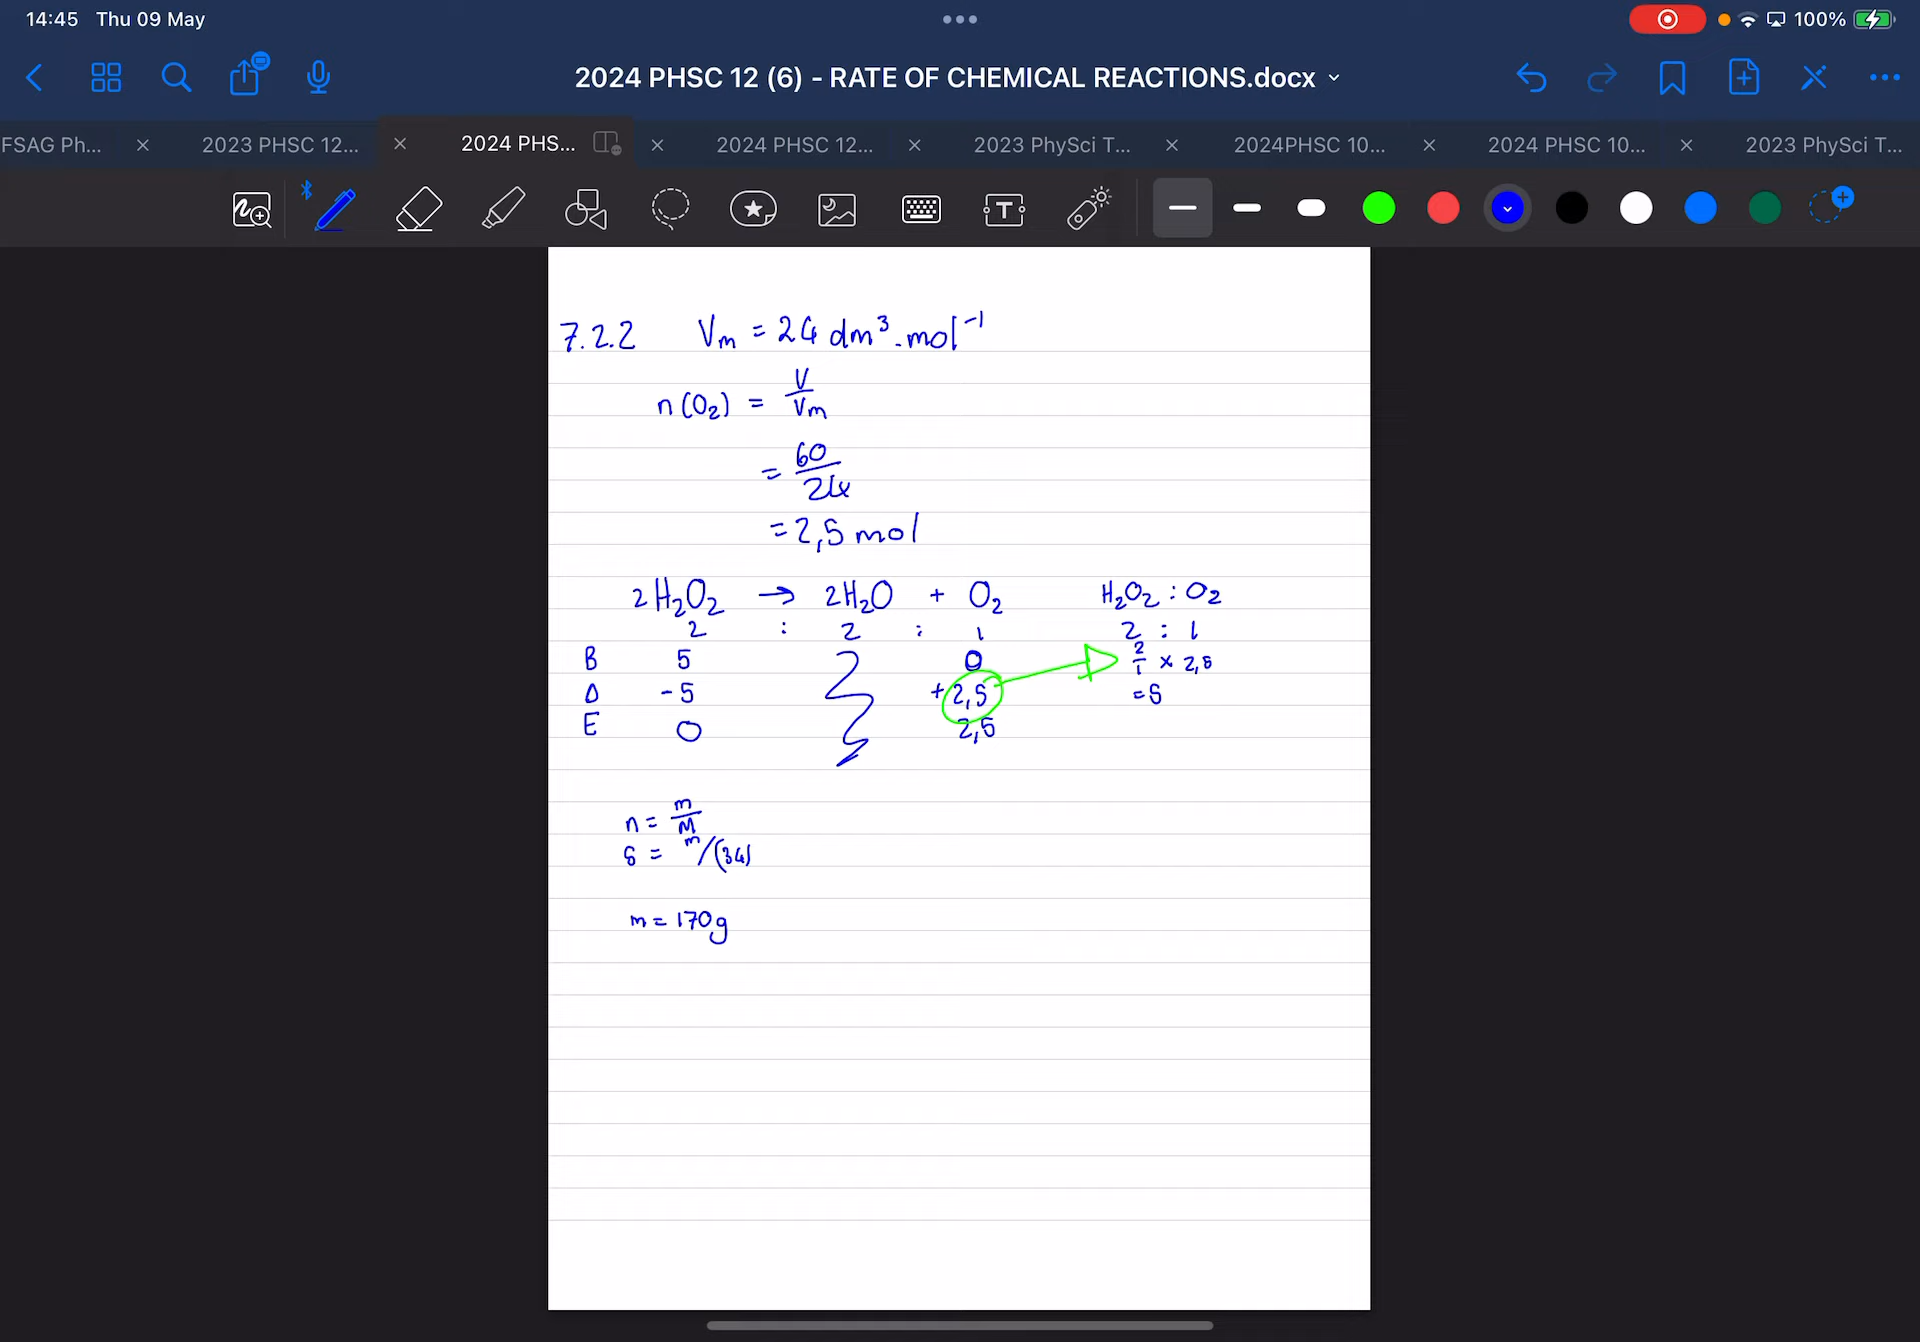 14:45 Thu 09 May
100%
2024 PHSC 12 (6) - RATE OF CHEMICAL REACTIONS.docx
FSAG Ph...
2023 PHSC 12...
2024 PHS...
2024 PHSC 12...
2023 PhySci T...
2024PHSC 10...
2024 PHSC 10...
2023 PhySci T...
7.2.2 Vm = 24 dm³.mol⁻¹
n(O₂) = V/Vm
= 60/24
= 2,5 mol
2H₂O₂ → 2H₂O + O₂ H₂O₂ : O₂
2 : 2 : 1 2 : 1
B 5 0 2/1 × 2,5
Δ -5 +2,5 = 5
E 0 2,5
n = m/M
5 = m/(34)
m = 170g